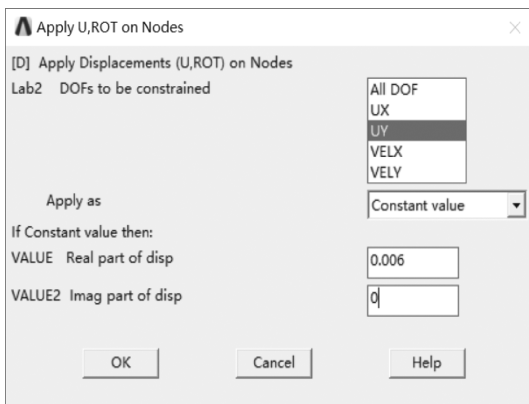 Apply U,ROT on Nodes
[D] Apply Displacements (U,ROT) on Nodes
Lab2 DOFs to be constrained
All DOF
UX
UY
VELX
VELY
Apply as Constant value
If Constant value then:
VALUE Real part of disp 0.006
VALUE2 Imag part of disp 0
OK Cancel Help